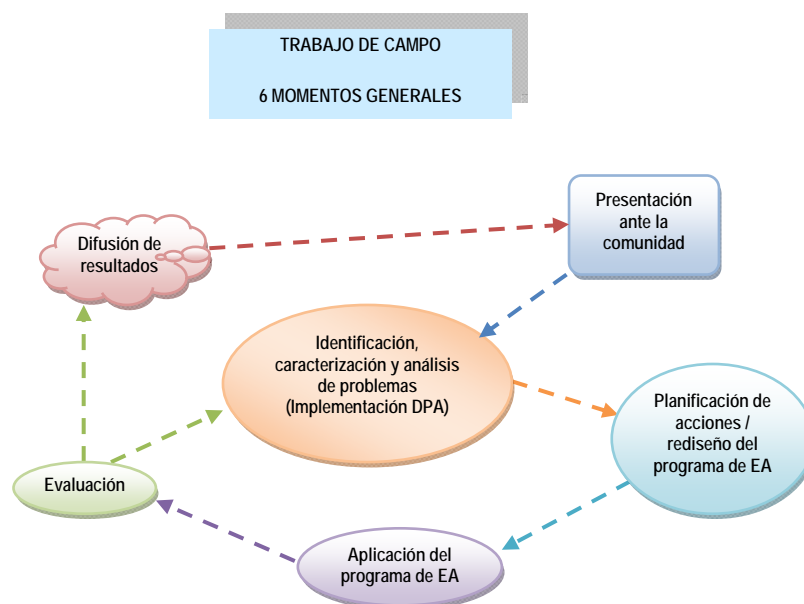 TRABAJO DE CAMPO
6 MOMENTOS GENERALES
Presentación
ante la
comunidad
Difusión de
resultados
Identificación,
caracterización y análisis
de problemas
(Implementación DPA)
Planificación de
acciones /
rediseño del
programa de EA
Evaluación
Aplicación del
programa de EA